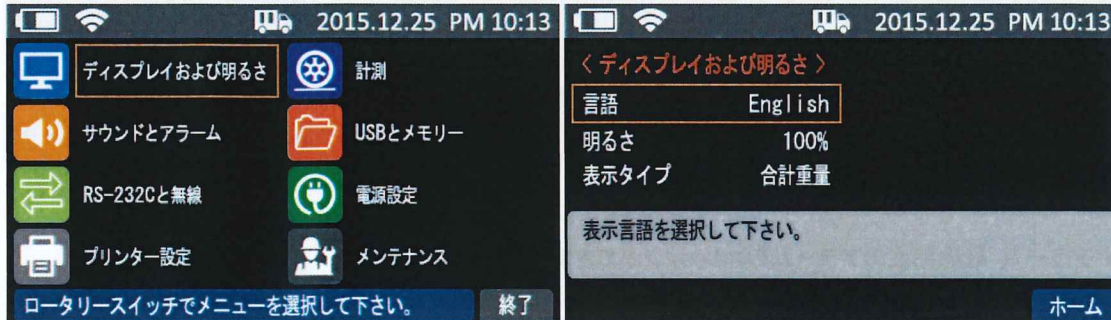 2015.12.25 PM 10:13
ディスプレイおよび明るさ
計測
サウンドとアラーム
USBとメモリー
RS-232Cと無線
電源設定
プリンター設定
メンテナンス
ロータリースイッチでメニューを選択して下さい。
終了
2015.12.25 PM 10:13
〈 ディスプレイおよび明るさ 〉
言語 English
明るさ 100%
表示タイプ 合計重量
表示言語を選択して下さい。
ホーム